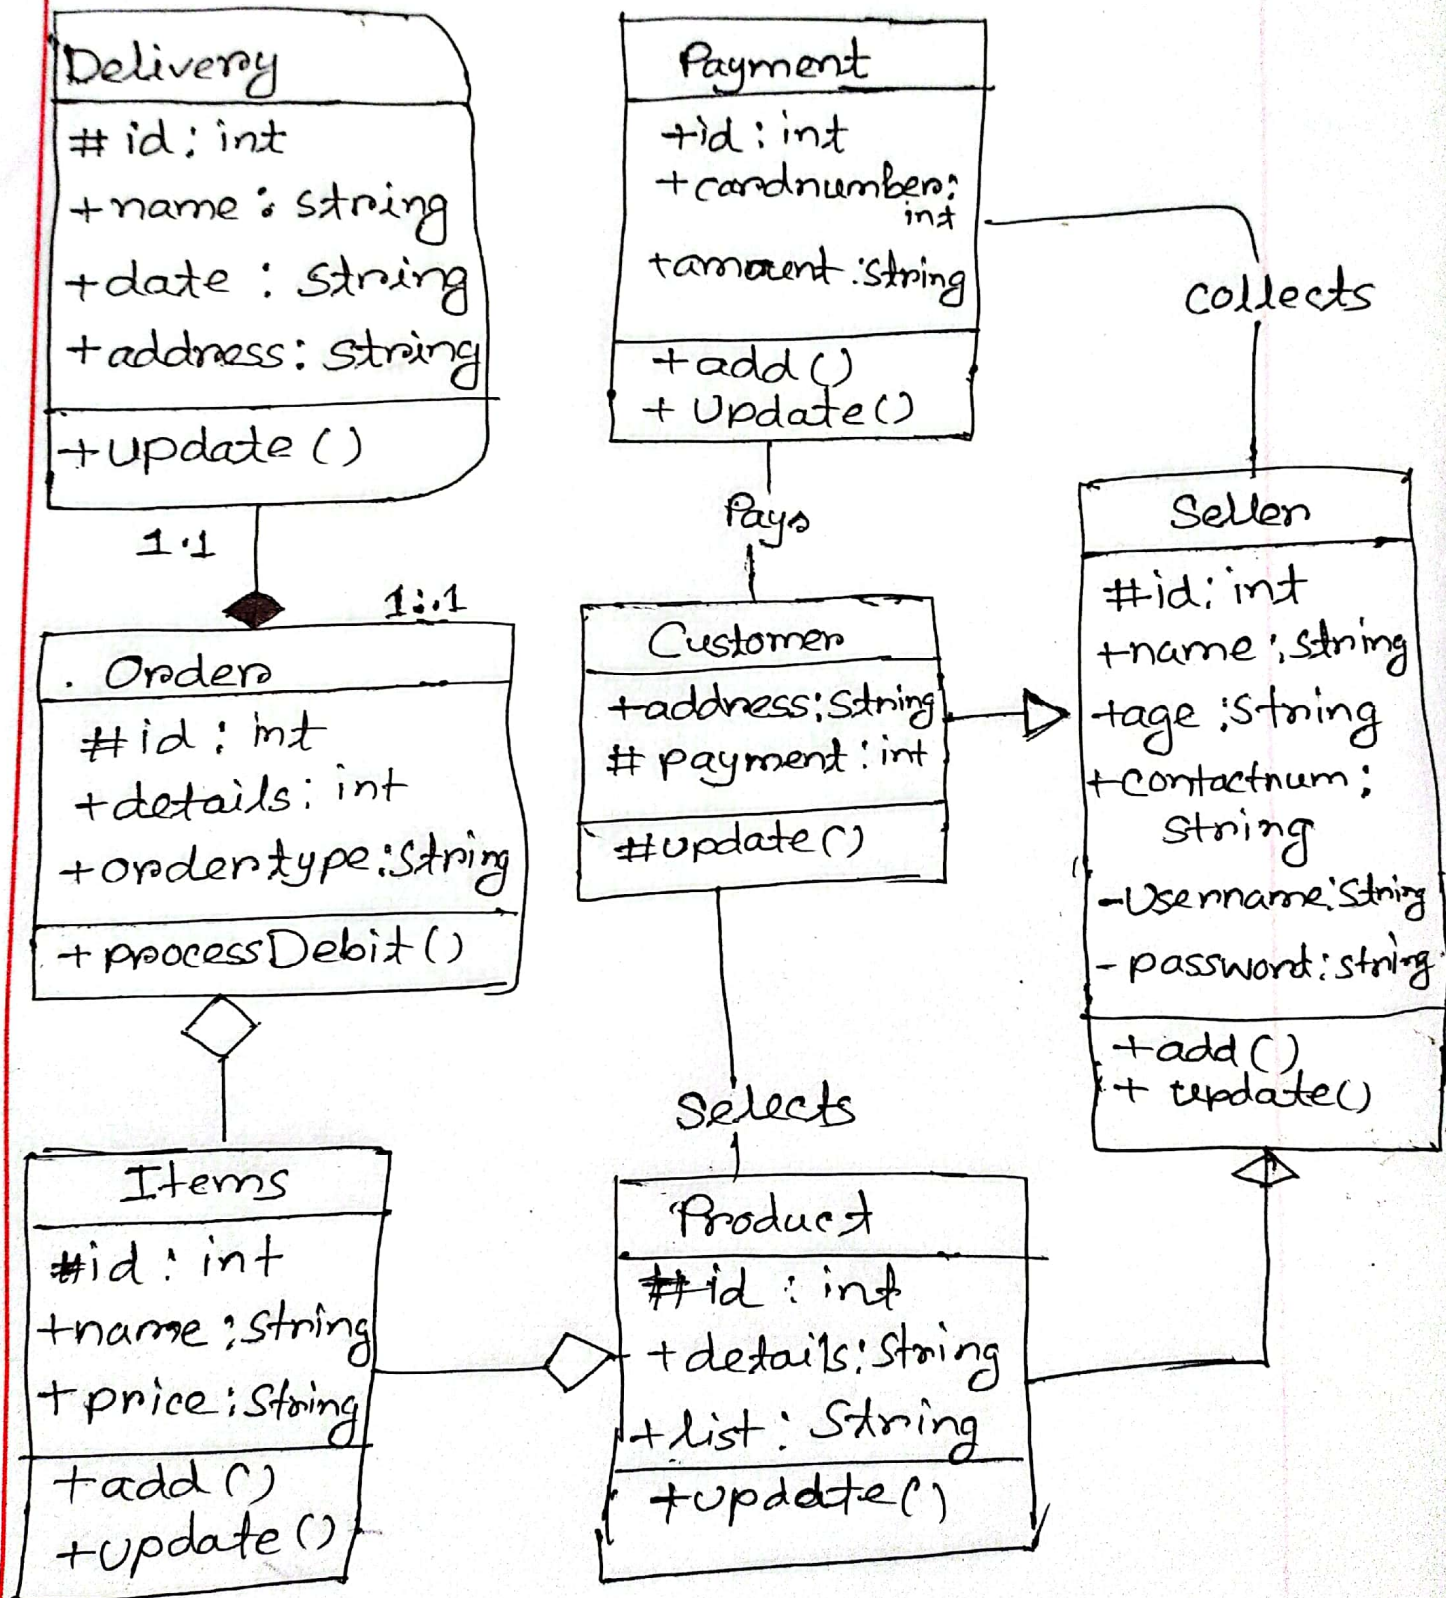 Delivery
# id : int
+name : string
+date : string
+address : string
+update ()
1.1
1..1
Order
#id : int
+details : int
+ordertype : String
+processDebit()
Items
#id : int
+name : String
+price : String
+add ()
+update ()
Payment
+id : int
+cardnumber :
int
+amount : String
+add ()
+ Update ()
Pays
Customer
+address : String
# payment : int
#update ()
Selects
Product
#id : int
+details : String
+list : String
+update ()
collects
Seller
#id : int
+name : String
+age : String
+contactnum :
String
-Username : String
- password : string
+add ()
+ update ()